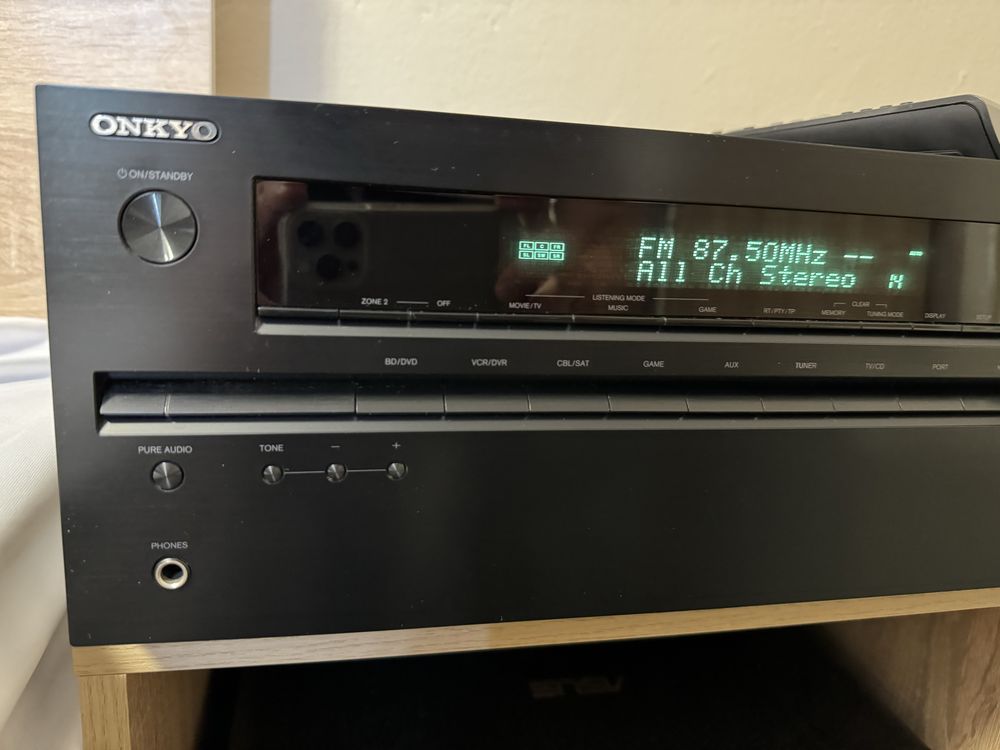 ONKYO
ON/STANDBY
FL C FR
SL SW SR
FM 87.50MHz -- -
All Ch Stereo
ZONE 2 OFF
LISTENING MODE
MOVIE/TV MUSIC GAME
RT/PTY/TP
CLEAR
MEMORY TUNING MODE
DISPLAY
SETUP
BD/DVD VCR/DVR CBL/SAT GAME AUX TUNER TV/CD PORT
PURE AUDIO
TONE - +
PHONES